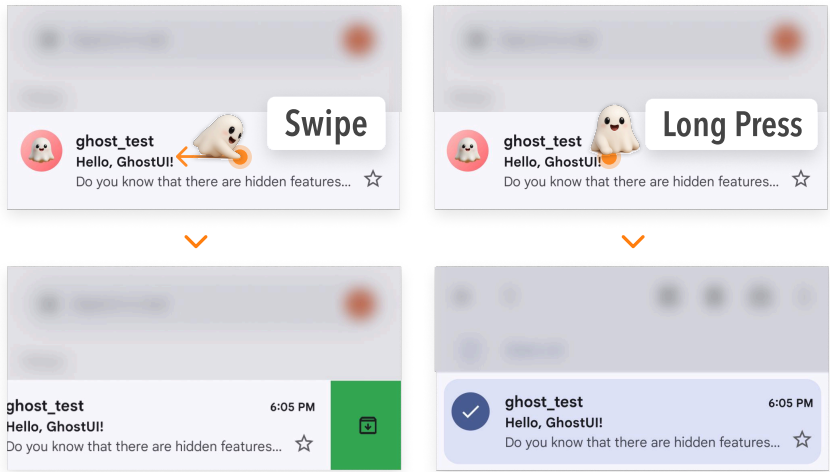 Swipe
ghost_test
Hello, GhostUI!
Do you know that there are hidden features...
Long Press
ghost_test
Hello, GhostUI!
Do you know that there are hidden features...
ghost_test
6:05 PM
Hello, GhostUI!
Do you know that there are hidden features...
ghost_test
6:05 PM
Hello, GhostUI!
Do you know that there are hidden features...